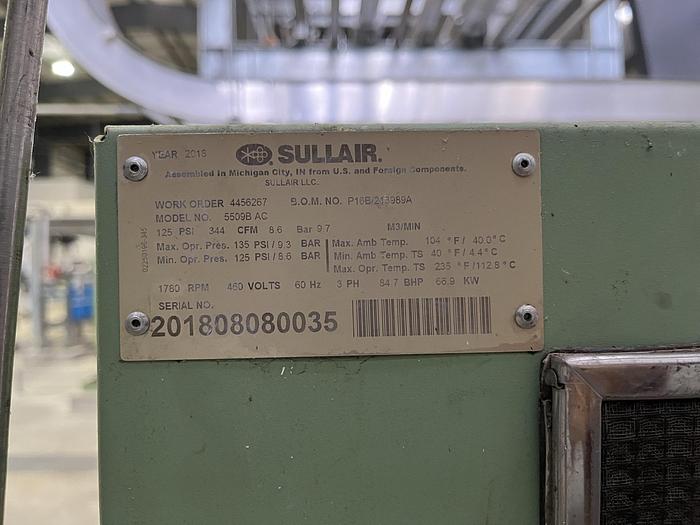 YEAR 2018 SULLAIR.
Assembled in Michigan City, IN from U.S. and Foreign Components.
SULLAIR LLC.
WORK ORDER 4456267 B.O.M. NO. P16B/213989A
MODEL NO. 5509B AC
125 PSI 344 CFM 8.6 Bar 9.7 M3/MIN
Max. Opr. Pres. 135 PSI / 9.3 BAR Max. Amb Temp. 104 °F / 40.0°C
Min. Opr. Pres. 125 PSI / 8.6 BAR Min. Amb Temp. TS 40 °F / 4.4°C
Max. Opr. Temp. TS 235 °F / 112.8°C
1780 RPM 460 VOLTS 60 Hz 3 PH 84.7 BHP 66.9 KW
SERIAL NO.
201808080035